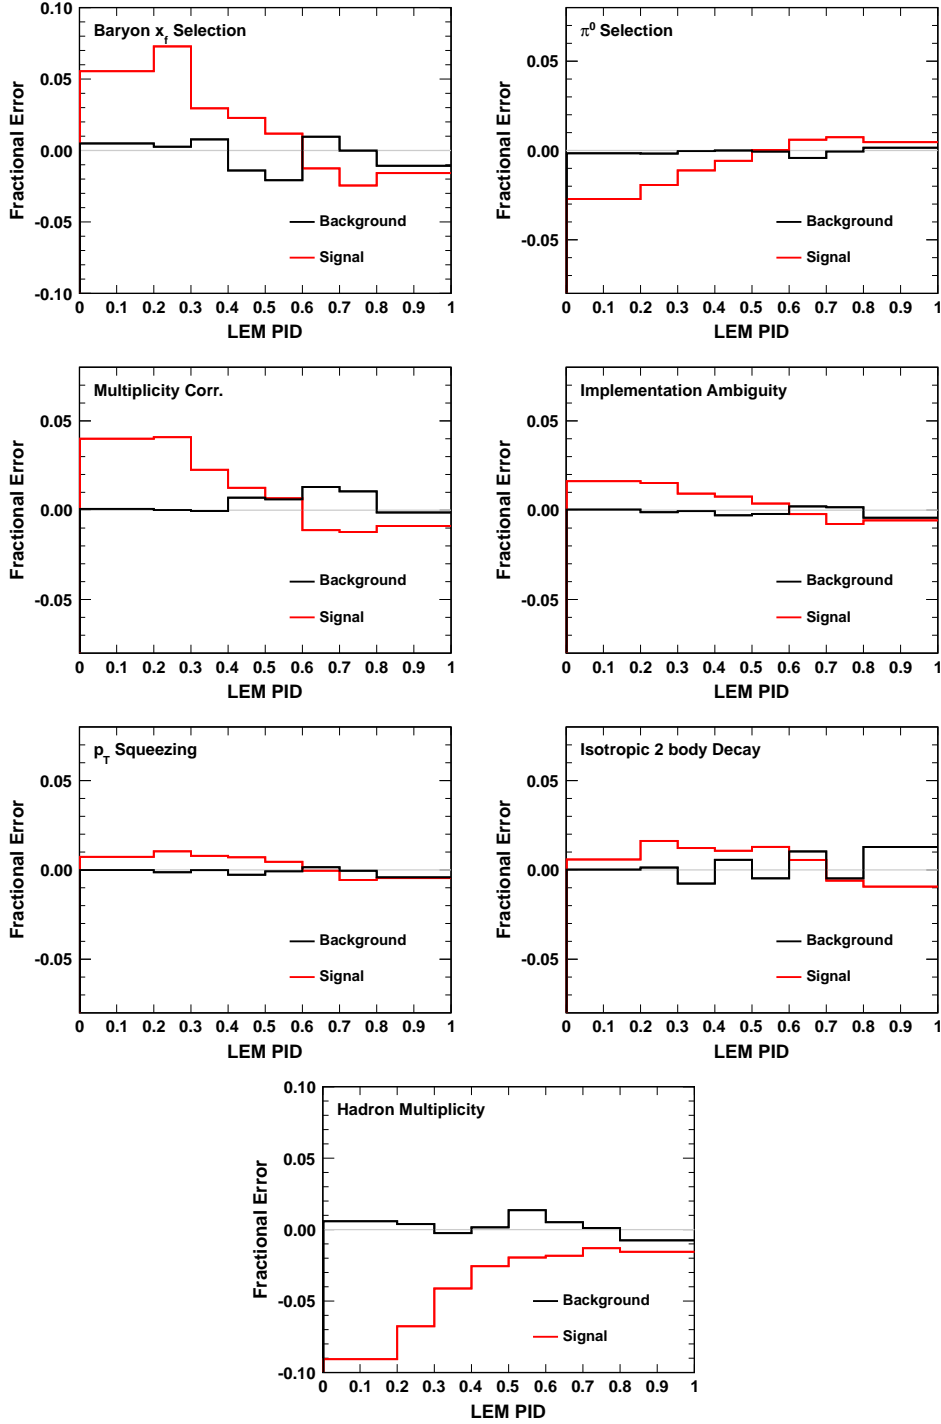 Baryon x_f Selection
Fractional Error
0.10
0.05
0.00
-0.05
-0.10
Background
Signal
0 0.1 0.2 0.3 0.4 0.5 0.6 0.7 0.8 0.9 1
LEM PID
π⁰ Selection
Fractional Error
0.05
0.00
-0.05
Background
Signal
0 0.1 0.2 0.3 0.4 0.5 0.6 0.7 0.8 0.9 1
LEM PID
Multiplicity Corr.
Fractional Error
0.05
0.00
-0.05
Background
Signal
0 0.1 0.2 0.3 0.4 0.5 0.6 0.7 0.8 0.9 1
LEM PID
Implementation Ambiguity
Fractional Error
0.05
0.00
-0.05
Background
Signal
0 0.1 0.2 0.3 0.4 0.5 0.6 0.7 0.8 0.9 1
LEM PID
p_T Squeezing
Fractional Error
0.05
0.00
-0.05
Background
Signal
0 0.1 0.2 0.3 0.4 0.5 0.6 0.7 0.8 0.9 1
LEM PID
Isotropic 2 body Decay
Fractional Error
0.05
0.00
-0.05
Background
Signal
0 0.1 0.2 0.3 0.4 0.5 0.6 0.7 0.8 0.9 1
LEM PID
Hadron Multiplicity
Fractional Error
0.10
0.05
0.00
-0.05
-0.10
Background
Signal
0 0.1 0.2 0.3 0.4 0.5 0.6 0.7 0.8 0.9 1
LEM PID